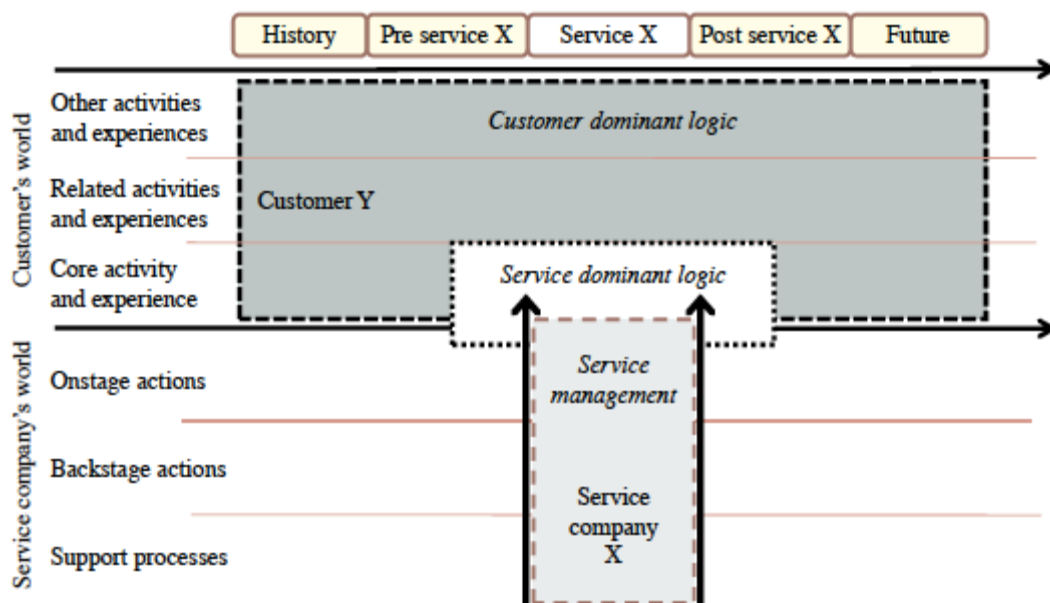 History
Pre service X
Service X
Post service X
Future
Customer's world
Other activities
and experiences
Customer dominant logic
Related activities
and experiences
Customer Y
Core activity
and experience
Service dominant logic
Service company's world
Onstage actions
Service
management
Backstage actions
Service
company
X
Support processes